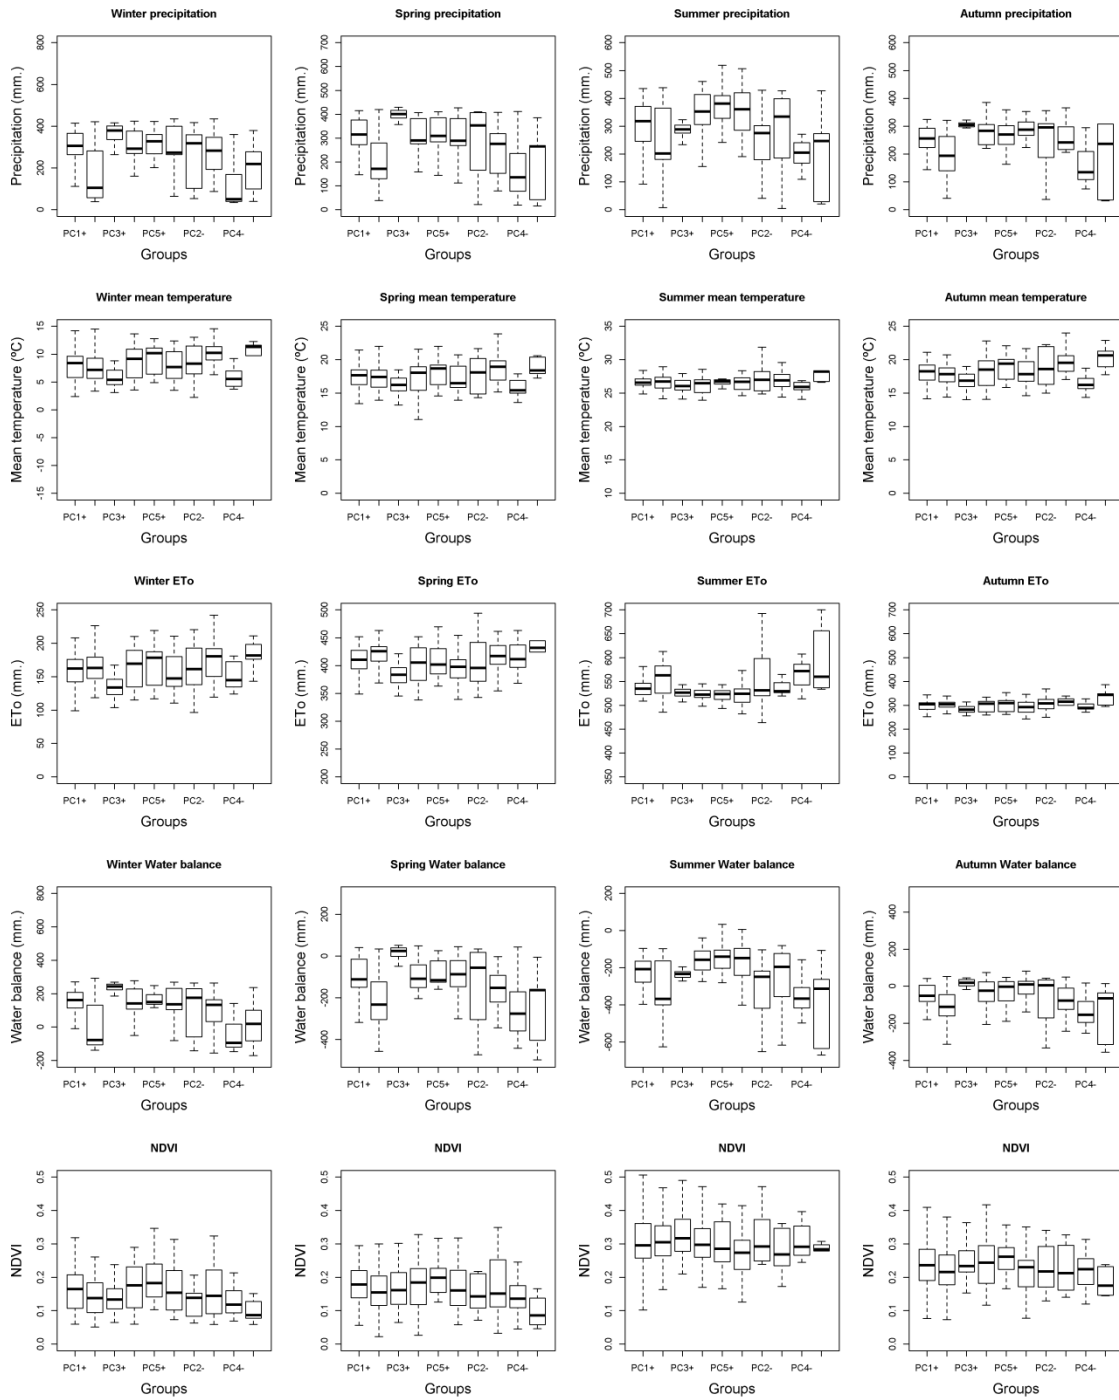 Winter precipitation
Precipitation (mm.)
0 200 400 600 800
PC1+ PC3+ PC5+ PC2- PC4-
Groups
Spring precipitation
Precipitation (mm.)
0 100 200 300 400 500 600 700
PC1+ PC3+ PC5+ PC2- PC4-
Groups
Summer precipitation
Precipitation (mm.)
0 100 200 300 400 500 600
PC1+ PC3+ PC5+ PC2- PC4-
Groups
Autumn precipitation
Precipitation (mm.)
0 100 200 300 400 500 600
PC1+ PC3+ PC5+ PC2- PC4-
Groups
Winter mean temperature
Mean temperature (ºC)
-15 -10 -5 0 5 10 15
PC1+ PC3+ PC5+ PC2- PC4-
Groups
Spring mean temperature
Mean temperature (ºC)
0 5 10 15 20 25
PC1+ PC3+ PC5+ PC2- PC4-
Groups
Summer mean temperature
Mean temperature (ºC)
10 15 20 25 30 35
PC1+ PC3+ PC5+ PC2- PC4-
Groups
Autumn mean temperature
Mean temperature (ºC)
0 5 10 15 20 25
PC1+ PC3+ PC5+ PC2- PC4-
Groups
Winter ETo
ETo (mm.)
0 50 100 150 200 250
PC1+ PC3+ PC5+ PC2- PC4-
Groups
Spring ETo
ETo (mm.)
200 250 300 350 400 450 500
PC1+ PC3+ PC5+ PC2- PC4-
Groups
Summer ETo
ETo (mm.)
350 400 450 500 550 600 650 700
PC1+ PC3+ PC5+ PC2- PC4-
Groups
Autumn ETo
ETo (mm.)
0 100 200 300 400 500 600 700
PC1+ PC3+ PC5+ PC2- PC4-
Groups
Winter Water balance
Water balance (mm.)
-200 0 200 400 600 800
PC1+ PC3+ PC5+ PC2- PC4-
Groups
Spring Water balance
Water balance (mm.)
-400 -200 0 200
PC1+ PC3+ PC5+ PC2- PC4-
Groups
Summer Water balance
Water balance (mm.)
-600 -400 -200 0 200
PC1+ PC3+ PC5+ PC2- PC4-
Groups
Autumn Water balance
Water balance (mm.)
-400 -200 0 200 400
PC1+ PC3+ PC5+ PC2- PC4-
Groups
NDVI
NDVI
0.0 0.1 0.2 0.3 0.4 0.5
PC1+ PC3+ PC5+ PC2- PC4-
Groups
NDVI
NDVI
0.0 0.1 0.2 0.3 0.4 0.5
PC1+ PC3+ PC5+ PC2- PC4-
Groups
NDVI
NDVI
0.0 0.1 0.2 0.3 0.4 0.5
PC1+ PC3+ PC5+ PC2- PC4-
Groups
NDVI
NDVI
0.0 0.1 0.2 0.3 0.4 0.5
PC1+ PC3+ PC5+ PC2- PC4-
Groups